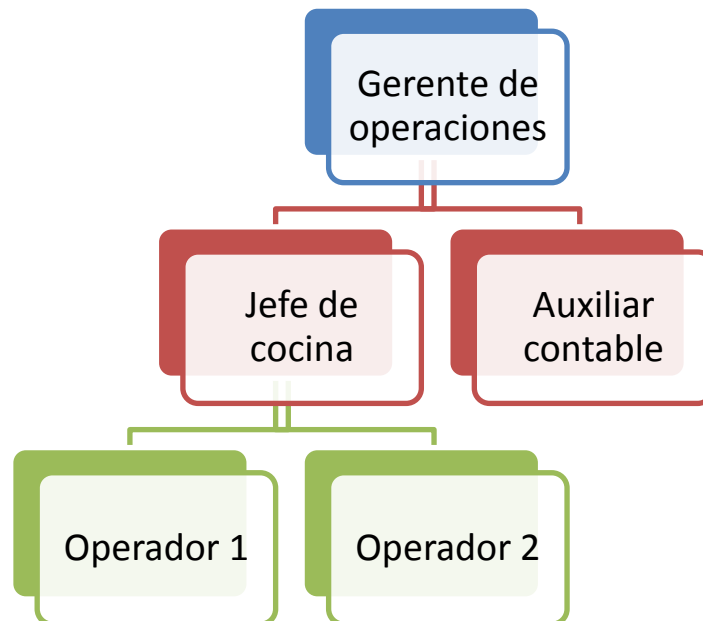 Gerente de
operaciones
Jefe de
cocina
Auxiliar
contable
Operador 1
Operador 2